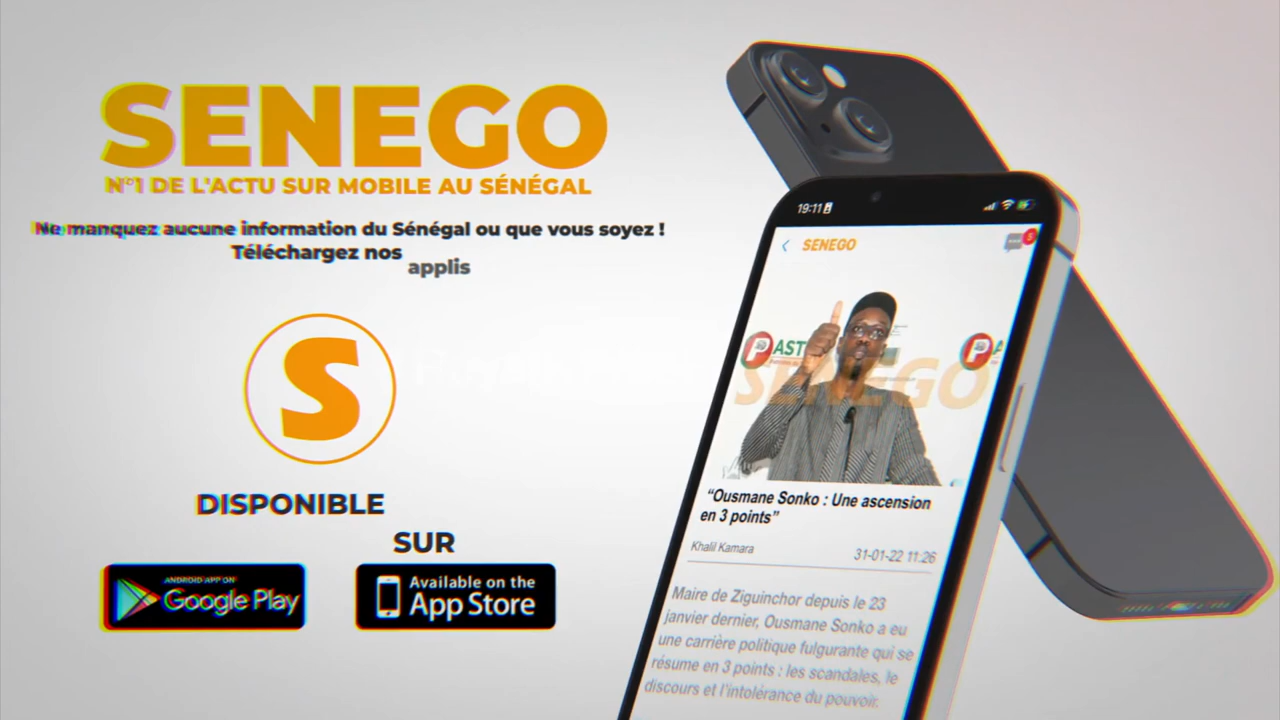 SENEGO
N°1 DE L'ACTU SUR MOBILE AU SÉNÉGAL
Ne manquez aucune information du Sénégal ou que vous soyez !
Téléchargez nos
applis
S
DISPONIBLE
SUR
ANDROID APP ON
Google Play
Available on the
App Store
19:11
SENEGO
5
PAST
PA
SENEGO
“Ousmane Sonko : Une ascension
en 3 points”
Khalil Kamara
31-01-22 11:26
Maire de Ziguinchor depuis le 23
janvier dernier, Ousmane Sonko a eu
une carrière politique fulgurante qui se
résume en 3 points : les scandales, le
discours et l'intolérance du pouvoir.